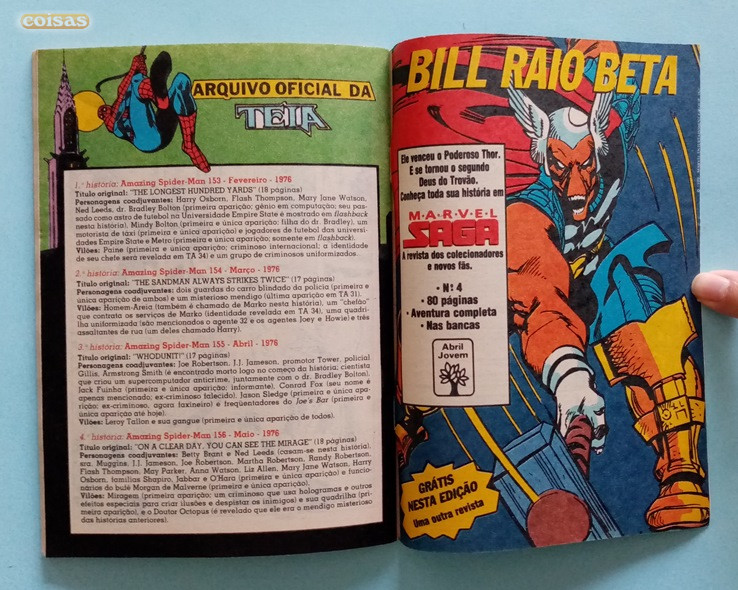 coisas
ARQUIVO OFICIAL DA
TEIA
1.ª história: Amazing Spider-Man 153 - Fevereiro - 1976
Título original: "THE LONGEST HUNDRED YARDS" (18 páginas)
Personagens coadjuvantes: Harry Osborn, Flash Thompson, Mary Jane Watson,
Ned Leeds, dr. Bradley Bolton (primeira aparição; gênio em computação; seu pas-
sado como astro de futebol na Universidade Empire State é mostrado em flashback
nesta história), Mindy Bolton (primeira e única aparição; filha do dr. Bradley), um
motorista de táxi (primeira e única aparição) e jogadores de futebol das universi-
dades Empire State e Metro (primeira e única aparição; somente em flashback).
Vilões: Paine (primeira e única aparição; criminoso internacional; a identidade
de seu chefe será revelada em TA 34) e um grupo de criminosos uniformizados.
2.ª história: Amazing Spider-Man 154 - Março - 1976
Título original: "THE SANDMAN ALWAYS STRIKES TWICE" (17 páginas)
Personagens coadjuvantes: dois guardas do carro blindado da polícia (primeira e
única aparição de ambos) e um misterioso mendigo (última aparição em TA 31).
Vilões: Homem-Areia (também é chamado de Marko nesta história), um "chefão"
que contrata os serviços de Marko (identidade revelada em TA 34), uma quadri-
lha uniformizada (são mencionados o agente 32 e os agentes Joey e Howie) e três
assaltantes de rua (um deles chamado Harry).
3.ª história: Amazing Spider-Man 155 - Abril - 1976
Título original: "WHODUNIT!" (17 páginas)
Personagens coadjuvantes: Joe Robertson, J.J. Jameson, promotor Tower, policial
Gillis, Armstrong Smith (é encontrado morto logo no começo da história; cientista
que criou um supercomputador anticrime, juntamente com o dr. Bradley Bolton),
Jack Fuinha (primeira e única aparição; informante), Conrad Fox (seu nome é
apenas mencionado; ex-criminoso falecido), Jason Sledge (primeira e única apa-
rição; ex-criminoso, agora taxineiro) e freqüentadores do Joe's Bar (primeira e
única aparição até hoje).
Vilões: Leroy Tallon e sua gangue (primeira e única aparição de todos).
4.ª história: Amazing Spider-Man 156 - Maio - 1976
Título original: "ON A CLEAR DAY, YOU CAN SEE THE MIRAGE" (18 páginas)
Personagens coadjuvantes: Betty Brant e Ned Leeds (casam-se nesta história),
sra. Muggins, J.J. Jameson, Joe Robertson, Martha Robertson, Randy Robertson,
Flash Thompson, May Parker, Anna Watson, Liz Allen, Mary Jane Watson, Harry
Osborn, famílias Shapiro, Jabbar e O'Hara (primeira e única aparição) e funcio-
nários do bufê Morgan de Malverne (primeira e única aparição).
Vilões: Miragem (primeira aparição; um criminoso que usa hologramas e outros
efeitos especiais para criar ilusões e despistar os inimigos) e sua quadrilha (pri-
meira aparição), e o Doutor Octopus (é revelado que ele era o mendigo misterioso
das histórias anteriores).
BILL RAIO BETA
Ele venceu o Poderoso Thor.
E se tornou o segundo
Deus do Trovão.
Conheça toda sua história em
MARVEL
SAGA
A revista dos colecionadores
e novos fãs.
• Nº 4
• 80 páginas
• Aventura completa
• Nas bancas
Abril
Jovem
GRÁTIS
NESTA EDIÇÃO
Uma outra revista